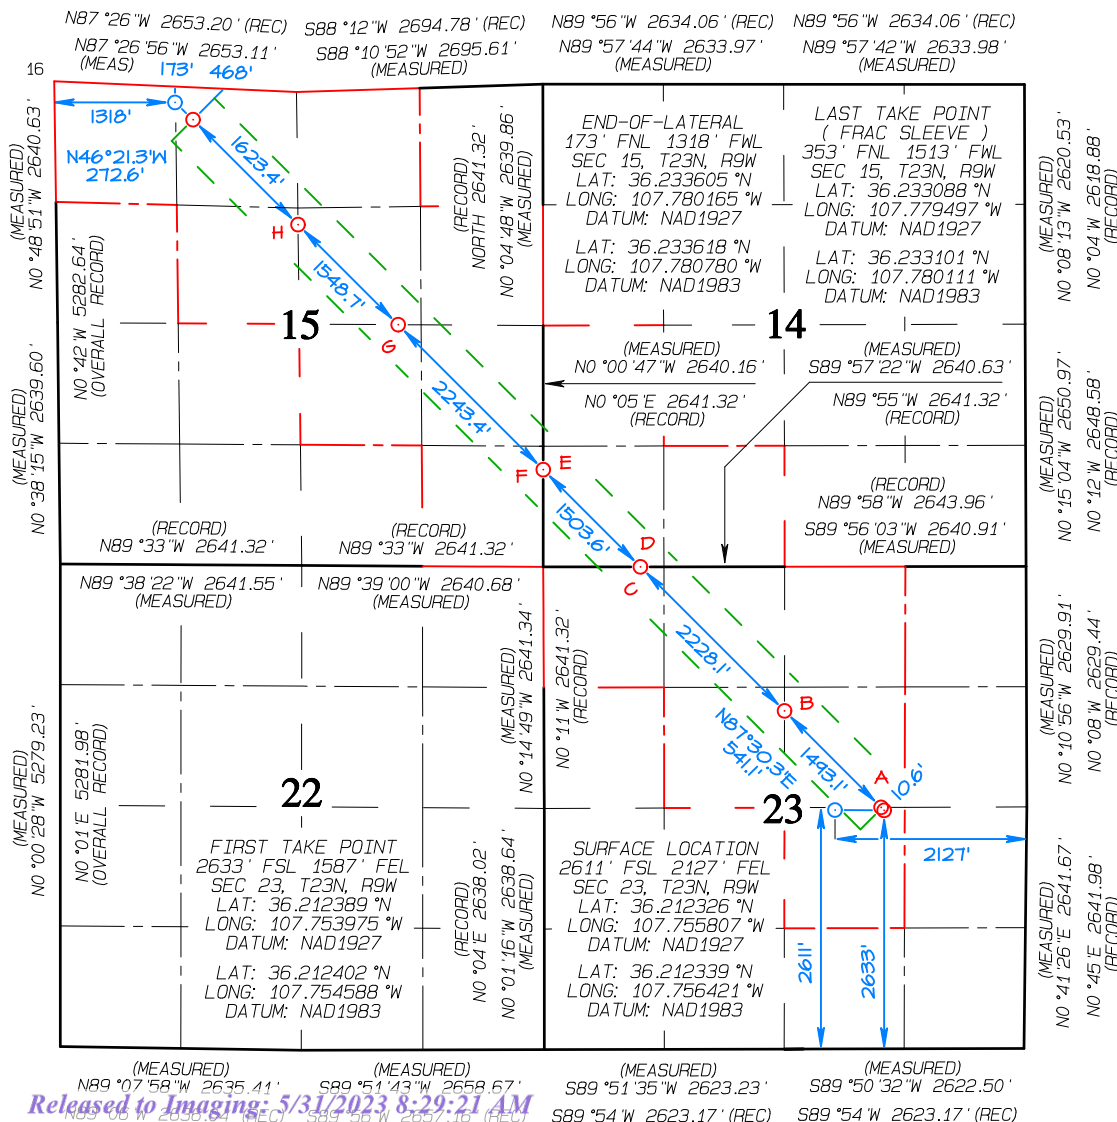 N87°26'W 2653.20' (REC)
S88°12'W 2694.78' (REC)
N89°56'W 2634.06' (REC)
N89°56'W 2634.06' (REC)
N87°26'56"W 2653.11'
(MEAS)
S88°10'52"W 2695.61'
(MEASURED)
N89°57'44"W 2633.97'
(MEASURED)
N89°57'42"W 2633.98'
(MEASURED)
16
173'
468'
1318'
N46°21.3'W
272.6'
1623.4'
H
1548.7'
G
2243.4'
F
E
1503.6'
D
C
2228.1'
B
1493.1'
A
10.6'
N87°30.3'E
541.1'
2127'
2611'
2633'
15
14
22
23
END-OF-LATERAL
173' FNL 1318' FWL
SEC 15, T23N, R9W
LAT: 36.233605°N
LONG: 107.780165°W
DATUM: NAD1927
LAT: 36.233618°N
LONG: 107.780780°W
DATUM: NAD1983
LAST TAKE POINT
( FRAC SLEEVE )
353' FNL 1513' FWL
SEC 15, T23N, R9W
LAT: 36.233088°N
LONG: 107.779497°W
DATUM: NAD1927
LAT: 36.233101°N
LONG: 107.780111°W
DATUM: NAD1983
(MEASURED)
N0°48'51"W 2640.63'
N0°42'W 5282.64'
(OVERALL RECORD)
(MEASURED)
N0°38'15"W 2639.60'
(RECORD)
NORTH 2641.32'
N0°04'48"W 2639.86'
(MEASURED)
(MEASURED)
N0°08'13"W 2620.53'
N0°04'W 2618.88'
(RECORD)
(MEASURED)
N0°00'47"W 2640.16'
N0°05'E 2641.32'
(RECORD)
(MEASURED)
S89°57'22"W 2640.63'
N89°55'W 2641.32'
(RECORD)
(MEASURED)
N0°15'04"W 2650.97'
N0°12'W 2648.58'
(RECORD)
(RECORD)
N89°58'W 2643.96'
S89°56'03"W 2640.91'
(MEASURED)
(RECORD)
N89°33'W 2641.32'
(RECORD)
N89°33'W 2641.32'
N89°38'22"W 2641.55'
(MEASURED)
N89°39'00"W 2640.68'
(MEASURED)
(MEASURED)
N0°14'49"W 2641.34'
N0°11'W 2641.32'
(RECORD)
(MEASURED)
N0°10'56"W 2629.91'
N0°08'W 2629.44'
(RECORD)
(MEASURED)
N0°00'28"W 5279.23'
N0°01'E 5281.98'
(OVERALL RECORD)
FIRST TAKE POINT
2633' FSL 1587' FEL
SEC 23, T23N, R9W
LAT: 36.212389°N
LONG: 107.753975°W
DATUM: NAD1927
LAT: 36.212402°N
LONG: 107.754588°W
DATUM: NAD1983
(RECORD)
N0°04'E 2638.02'
N0°01'16"W 2638.64'
(MEASURED)
SURFACE LOCATION
2611' FSL 2127' FEL
SEC 23, T23N, R9W
LAT: 36.212326°N
LONG: 107.755807°W
DATUM: NAD1927
LAT: 36.212339°N
LONG: 107.756421°W
DATUM: NAD1983
(MEASURED)
N0°41'26"E 2641.67'
N0°45'E 2641.98'
(RECORD)
(MEASURED)
N89°07'58"W 2635.41'
(MEASURED)
S89°51'43"W 2658.67'
(MEASURED)
S89°51'35"W 2623.23'
(MEASURED)
S89°50'32"W 2622.50'
Released to Imaging: 5/31/2023 8:29:21 AM
S89°56'W 2657.16' (REC)
S89°54'W 2623.17' (REC)
S89°54'W 2623.17' (REC)